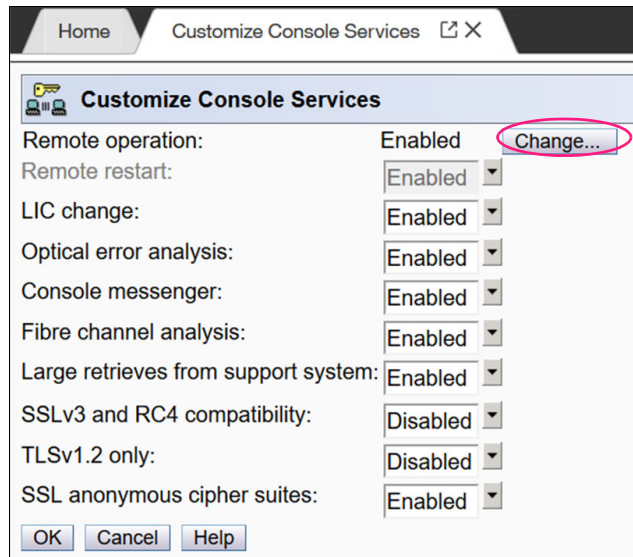 Home Customize Console Services
Customize Console Services
Remote operation: Enabled Change...
Remote restart: Enabled
LIC change: Enabled
Optical error analysis: Enabled
Console messenger: Enabled
Fibre channel analysis: Enabled
Large retrieves from support system: Enabled
SSLv3 and RC4 compatibility: Disabled
TLSv1.2 only: Disabled
SSL anonymous cipher suites: Enabled
OK Cancel Help